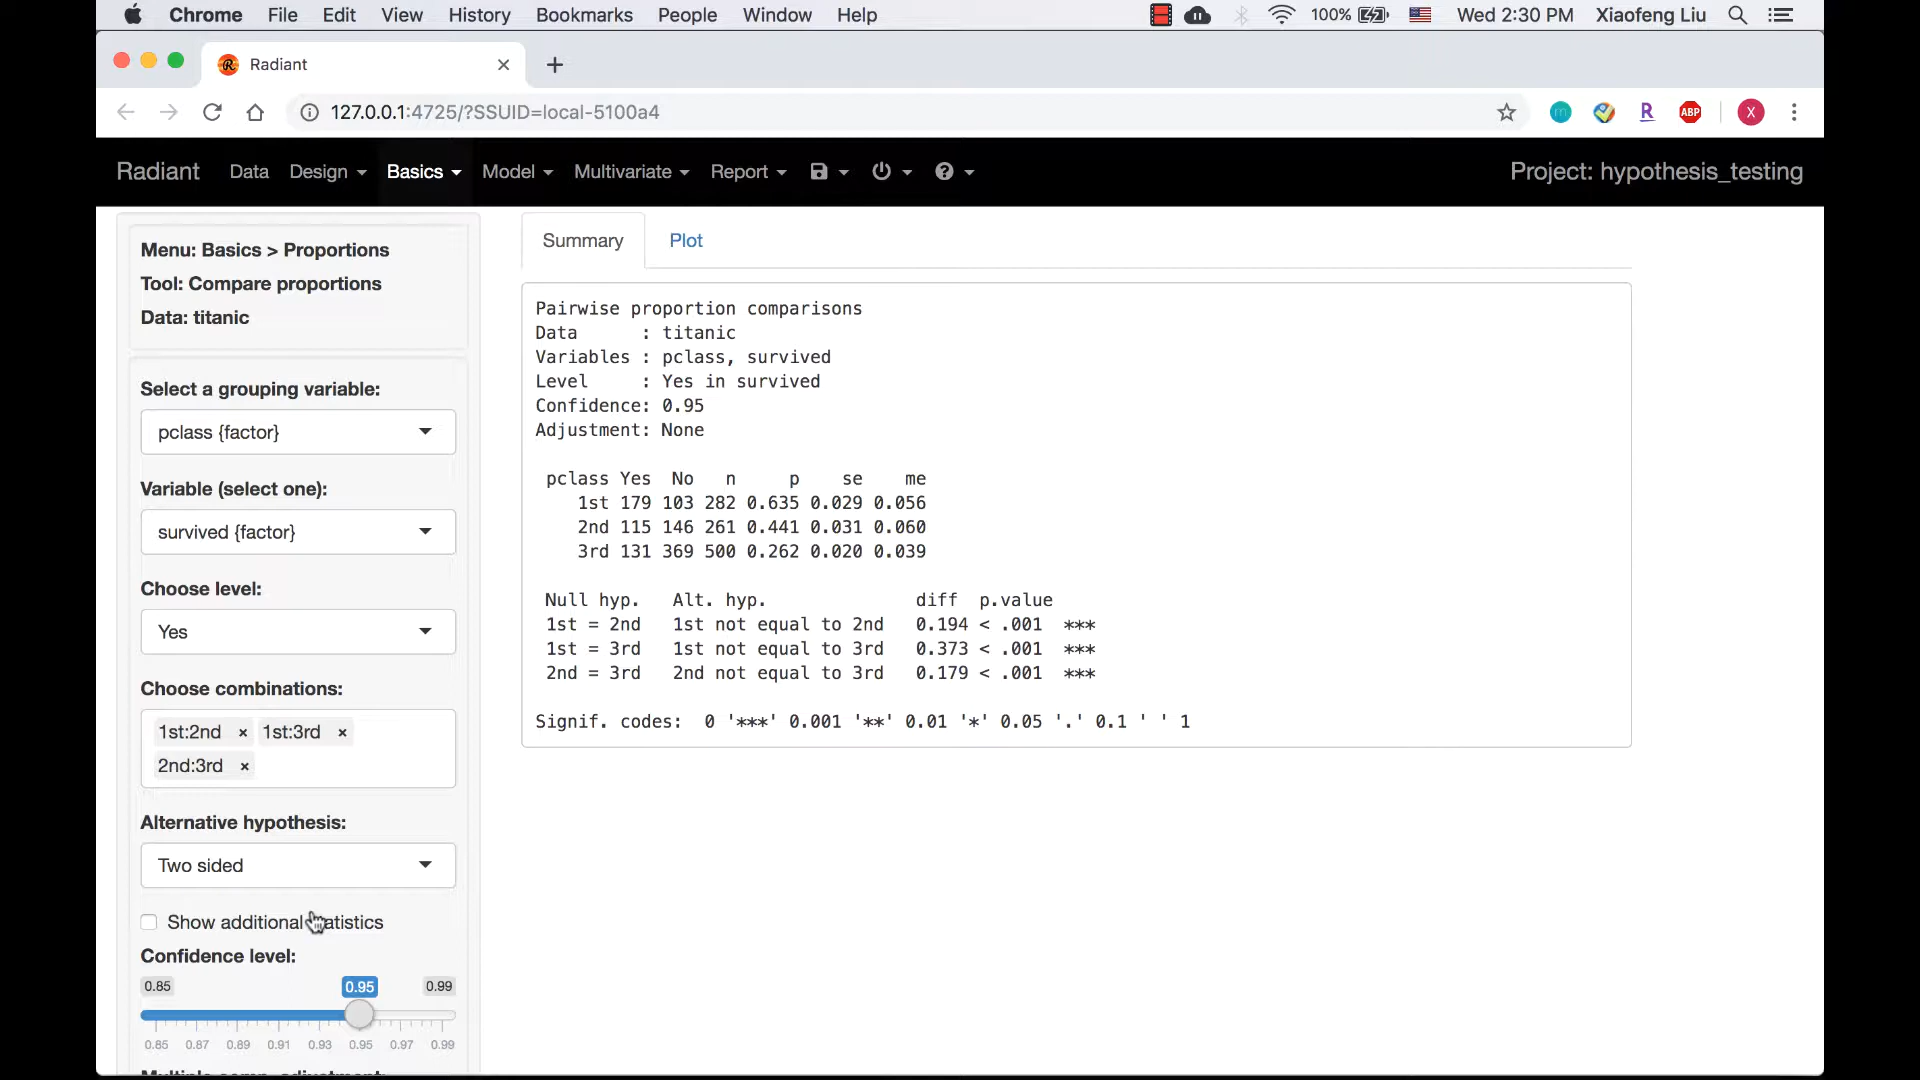 Chrome File Edit View History Bookmarks People Window Help 100% Wed 2:30 PM Xiaofeng Liu
Radiant
127.0.0.1:4725/?SSUID=local-5100a4 m R ABP X
Radiant Data Design Basics Model Multivariate Report Project: hypothesis_testing
Menu: Basics > Proportions
Tool: Compare proportions
Data: titanic
Select a grouping variable:
pclass {factor}
Variable (select one):
survived {factor}
Choose level:
Yes
Choose combinations:
1st:2nd × 1st:3rd ×
2nd:3rd ×
Alternative hypothesis:
Two sided
Show additional statistics
Confidence level:
0.85 0.95 0.99
0.85 0.87 0.89 0.91 0.93 0.95 0.97 0.99
Multiple comp. adjustment:
Summary Plot
Pairwise proportion comparisons
Data      : titanic
Variables : pclass, survived
Level     : Yes in survived
Confidence: 0.95
Adjustment: None
pclass Yes  No   n     p    se    me
1st 179 103 282 0.635 0.029 0.056
2nd 115 146 261 0.441 0.031 0.060
3rd 131 369 500 0.262 0.020 0.039
Null hyp.   Alt. hyp.              diff  p.value
1st = 2nd   1st not equal to 2nd   0.194 < .001  ***
1st = 3rd   1st not equal to 3rd   0.373 < .001  ***
2nd = 3rd   2nd not equal to 3rd   0.179 < .001  ***
Signif. codes:  0 '***' 0.001 '**' 0.01 '*' 0.05 '.' 0.1 ' ' 1